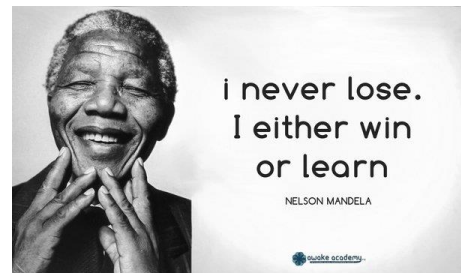 i never lose.
I either win
or learn
NELSON MANDELA
awake academy